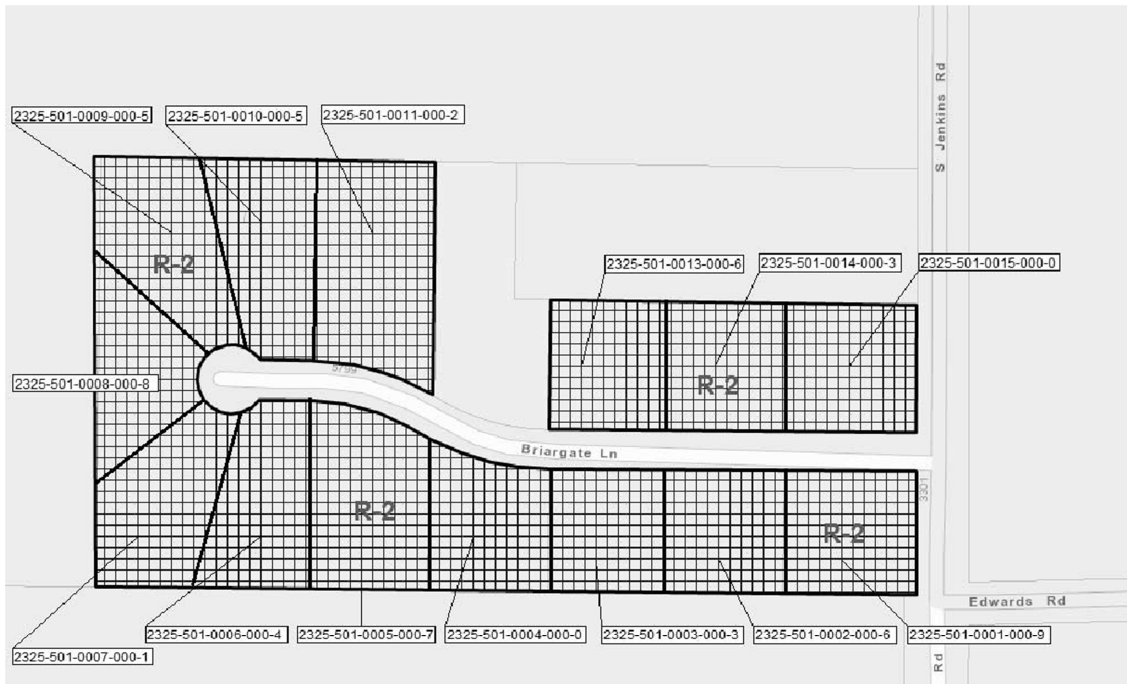 S Jenkins Rd
2325-501-0009-000-5
2325-501-0010-000-5
2325-501-0011-000-2
R-2
2325-501-0013-000-6
2325-501-0014-000-3
2325-501-0015-000-0
5799
2325-501-0008-000-8
R-2
Briargate Ln
3301
R-2
R-2
Edwards Rd
2325-501-0006-000-4
2325-501-0005-000-7
2325-501-0004-000-0
2325-501-0003-000-3
2325-501-0002-000-6
2325-501-0001-000-9
2325-501-0007-000-1
Rd